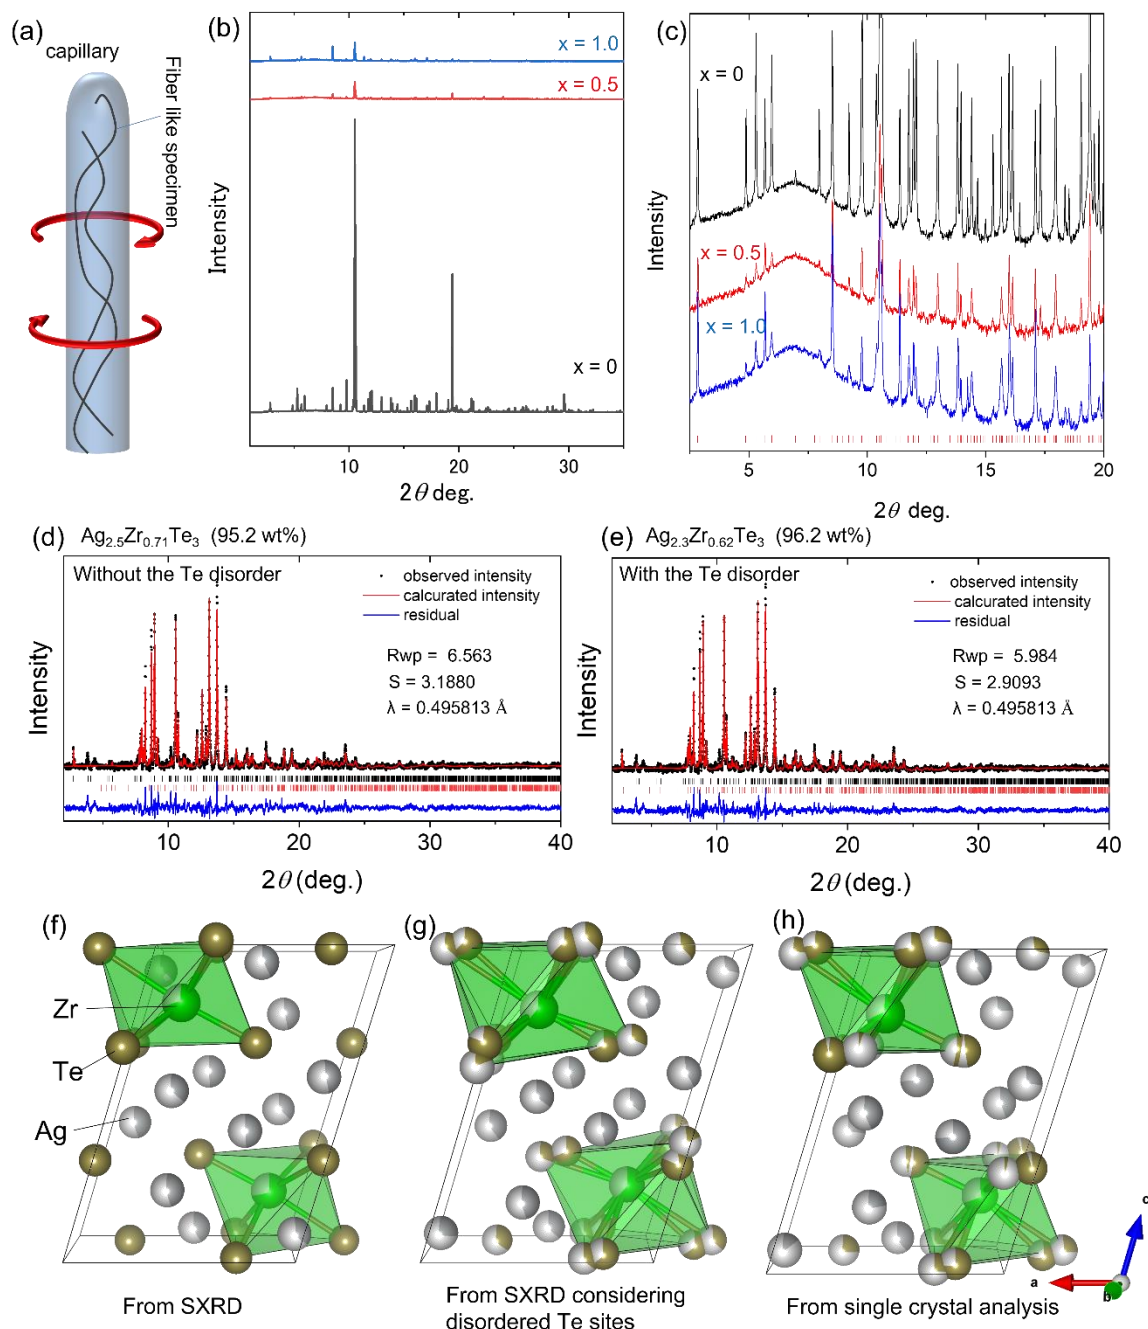 (a)
capillary
Fiber like specimen
(b)
x = 1.0
x = 0.5
x = 0
Intensity
10
20
30
2θ deg.
(c)
x = 0
x = 0.5
x = 1.0
Intensity
5
10
15
20
2θ deg.
(d) Ag2.5Zr0.71Te3 (95.2 wt%)
Without the Te disorder
observed intensity
calcurated intensity
residual
Rwp = 6.563
S = 3.1880
λ = 0.495813 Å
Intensity
10
20
30
40
2θ (deg.)
(e) Ag2.3Zr0.62Te3 (96.2 wt%)
With the Te disorder
observed intensity
calcurated intensity
residual
Rwp = 5.984
S = 2.9093
λ = 0.495813 Å
Intensity
10
20
30
40
2θ (deg.)
(f)
Zr
Te
Ag
From SXRD
(g)
From SXRD considering
disordered Te sites
(h)
From single crystal analysis
a
b
c